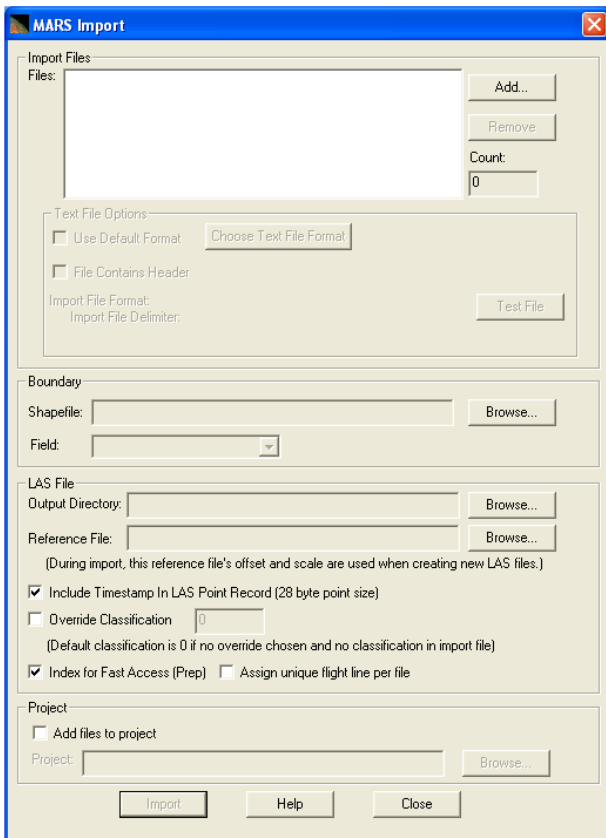 MARS Import
Import Files
Files:
Add...
Remove
Count:
0
Text File Options
Use Default Format
Choose Text File Format
File Contains Header
Import File Format:
Import File Delimiter:
Test File
Boundary
Shapefile:
Browse...
Field:
LAS File
Output Directory:
Browse...
Reference File:
Browse...
(During import, this reference file's offset and scale are used when creating new LAS files.)
Include Timestamp In LAS Point Record (28 byte point size)
Override Classification
0
(Default classification is 0 if no override chosen and no classification in import file)
Index for Fast Access (Prep)
Assign unique flight line per file
Project
Add files to project
Project:
Browse...
Import
Help
Close